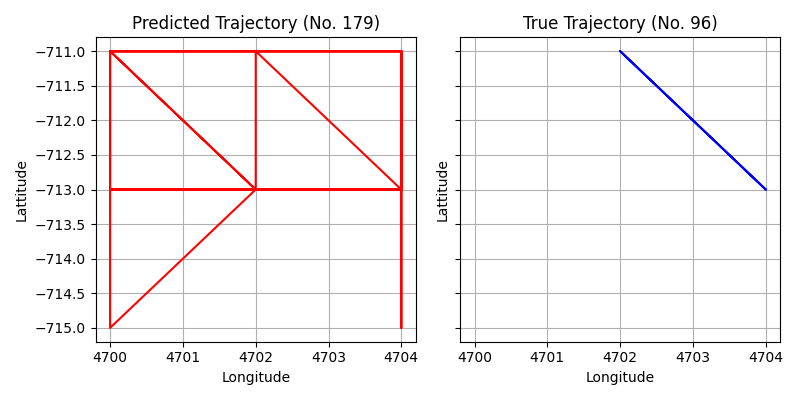 Predicted Trajectory (No. 179)
−711.0
−711.5
−712.0
−712.5
−713.0
−713.5
−714.0
−714.5
−715.0
Lattitude
4700 4701 4702 4703 4704
Longitude
True Trajectory (No. 96)
Lattitude
4700 4701 4702 4703 4704
Longitude